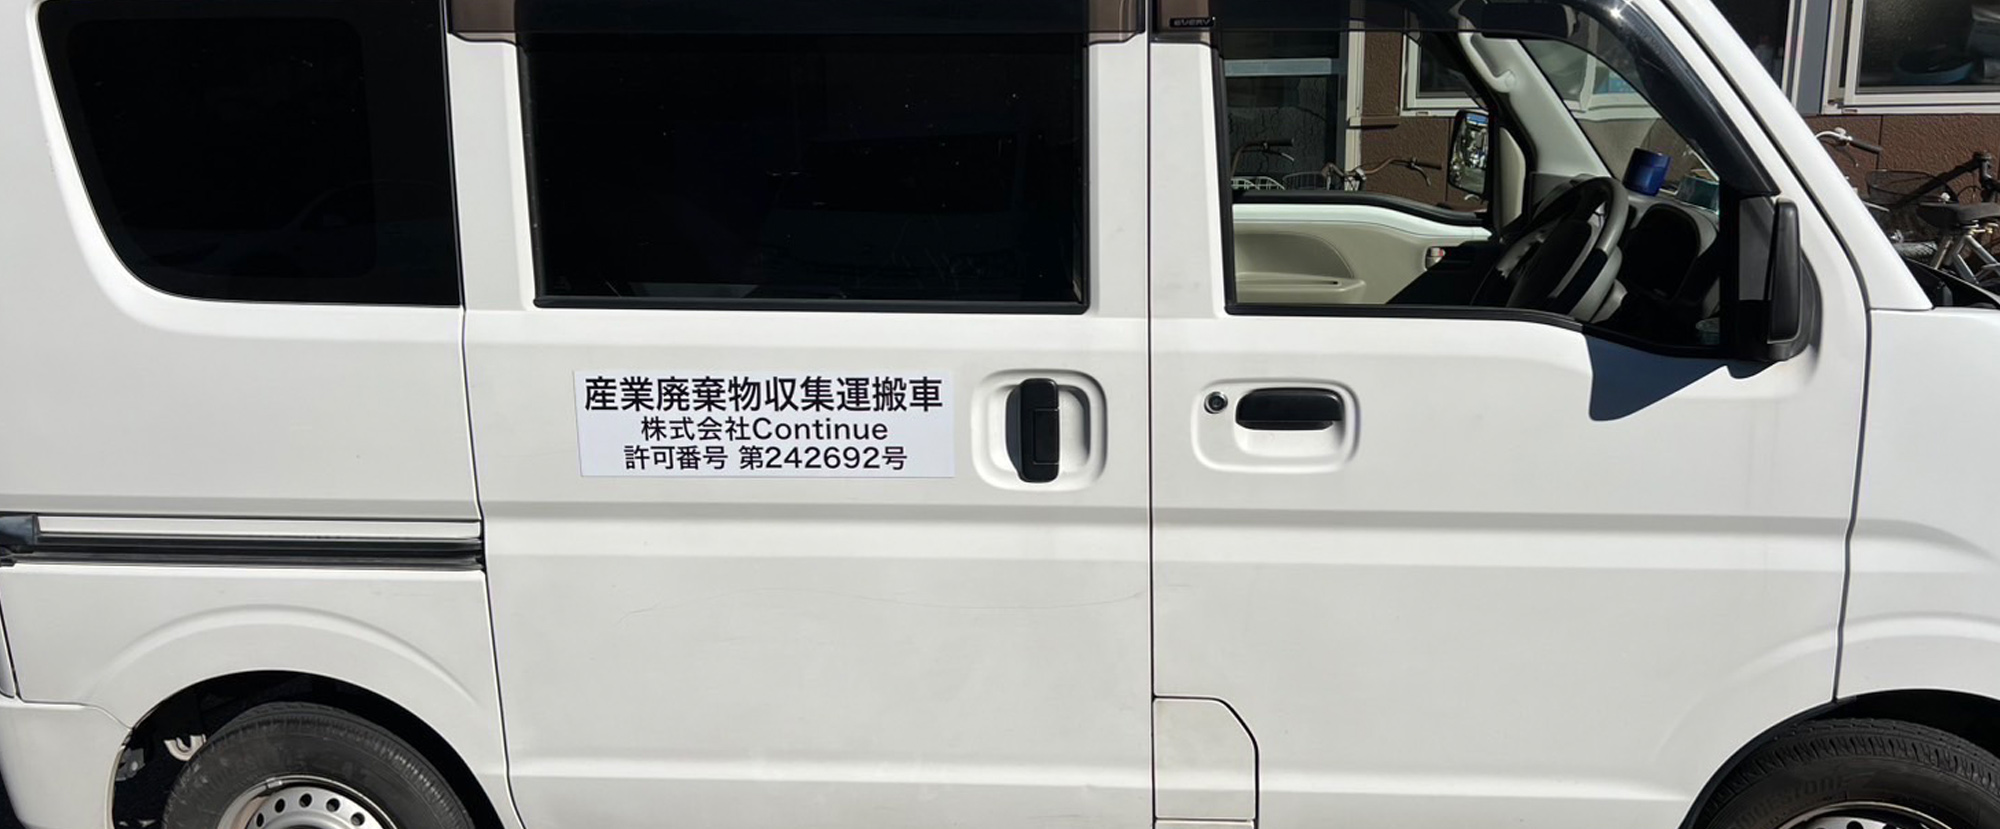 EVERY
産業廃棄物収集運搬車
株式会社Continue
許可番号 第242692号